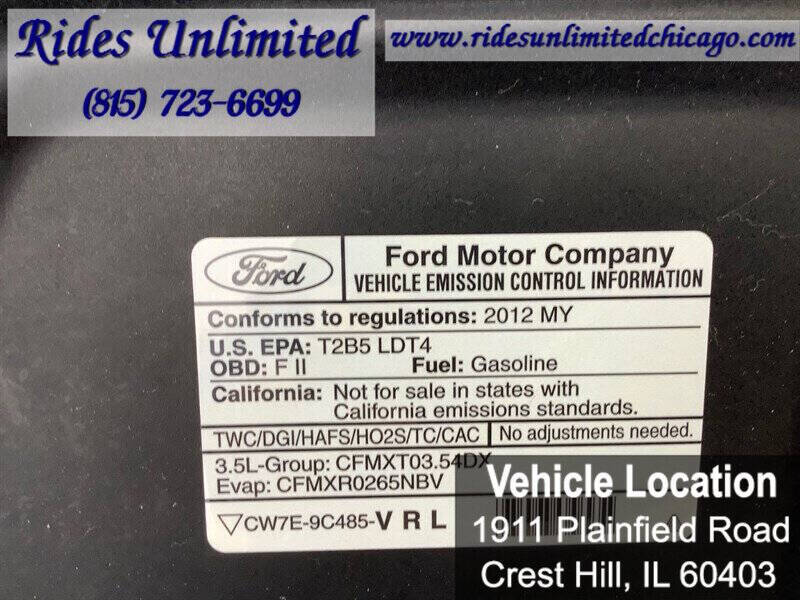 Rides Unlimited
(815) 723-6699
www.ridesunlimitedchicago.com
Ford
Ford Motor Company
VEHICLE EMISSION CONTROL INFORMATION
Conforms to regulations: 2012 MY
U.S. EPA: T2B5 LDT4
OBD: F II Fuel: Gasoline
California: Not for sale in states with
California emissions standards.
TWC/DGI/HAFS/HO2S/TC/CAC No adjustments needed.
3.5L-Group: CFMXT03.54DX
Evap: CFMXR0265NBV
CW7E-9C485-V R L
Vehicle Location
1911 Plainfield Road
Crest Hill, IL 60403